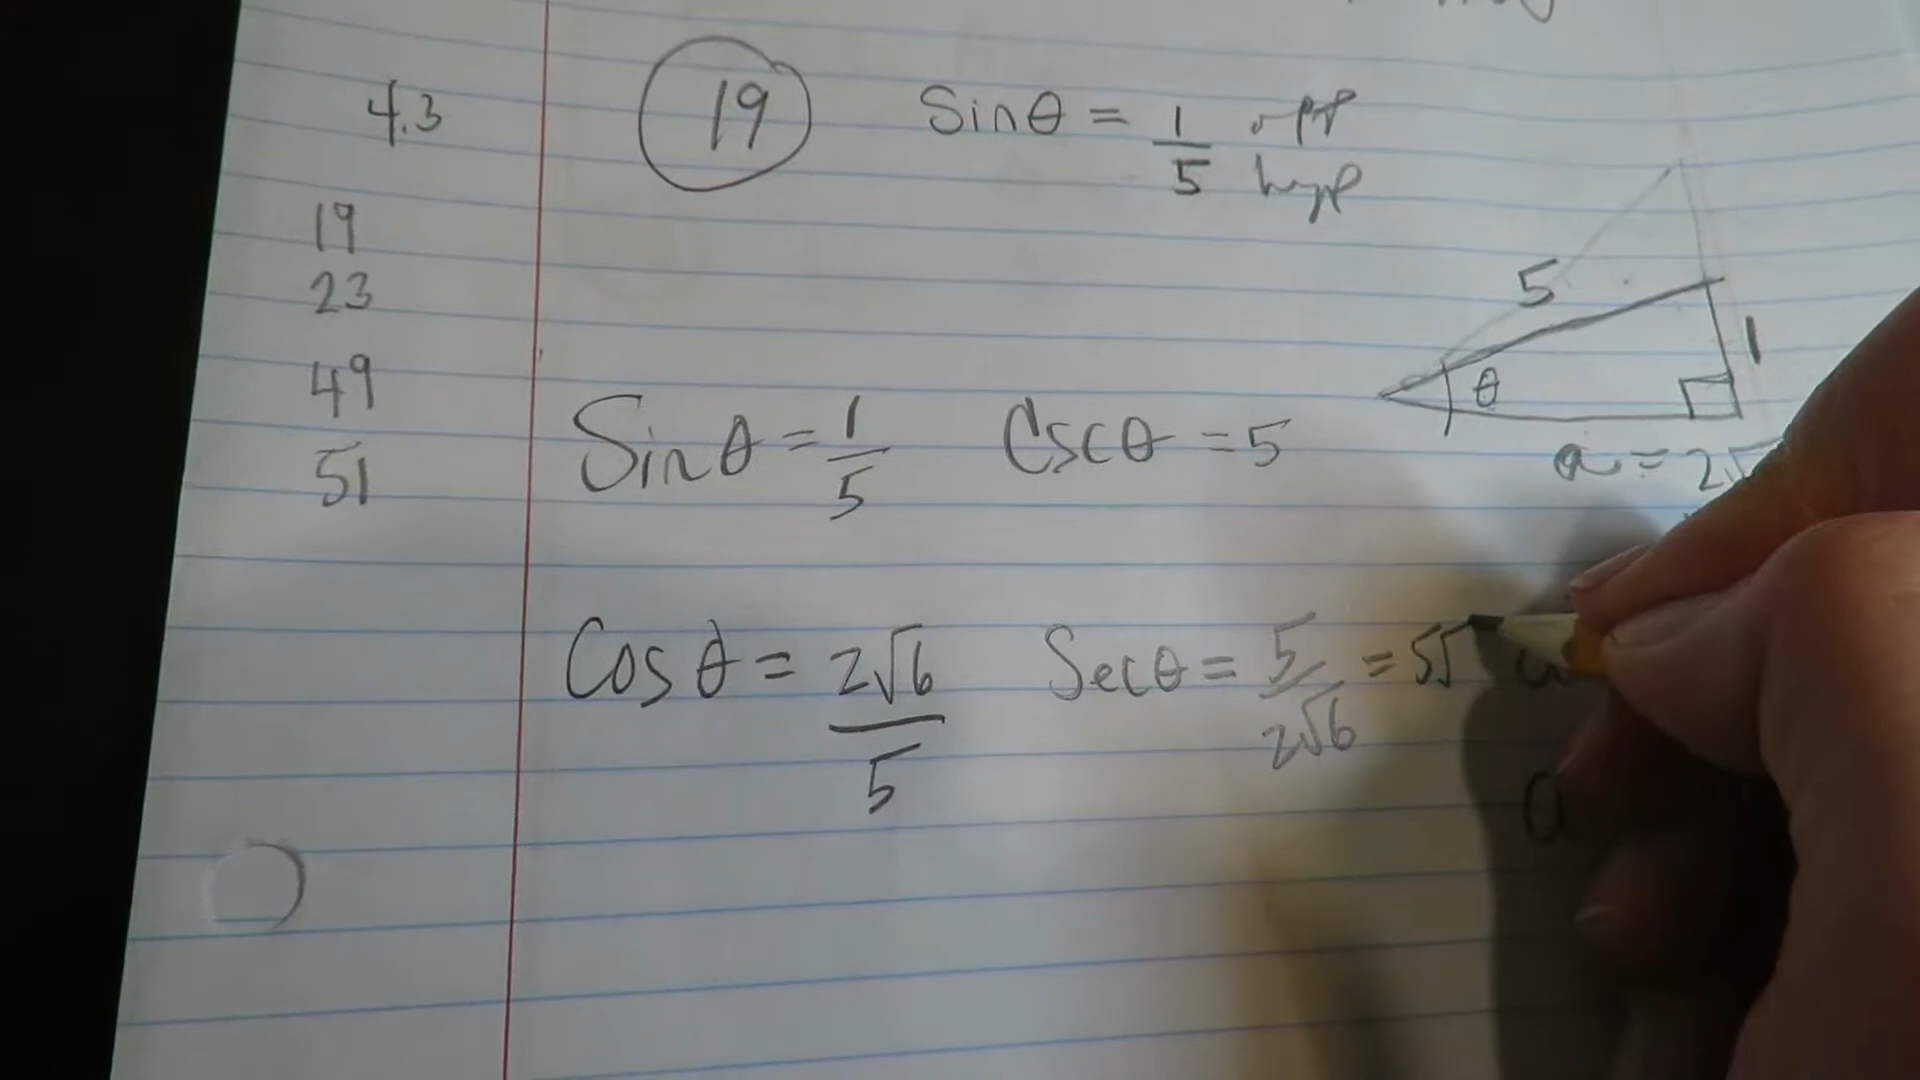 4.3
19 Sinθ = 1/5 opp/hyp
19
23
49
51
5
1
θ
a = 2√
Sinθ = 1/5 Cscθ = 5
Cosθ = 2√6/5 Secθ = 5/2√6 = 5√